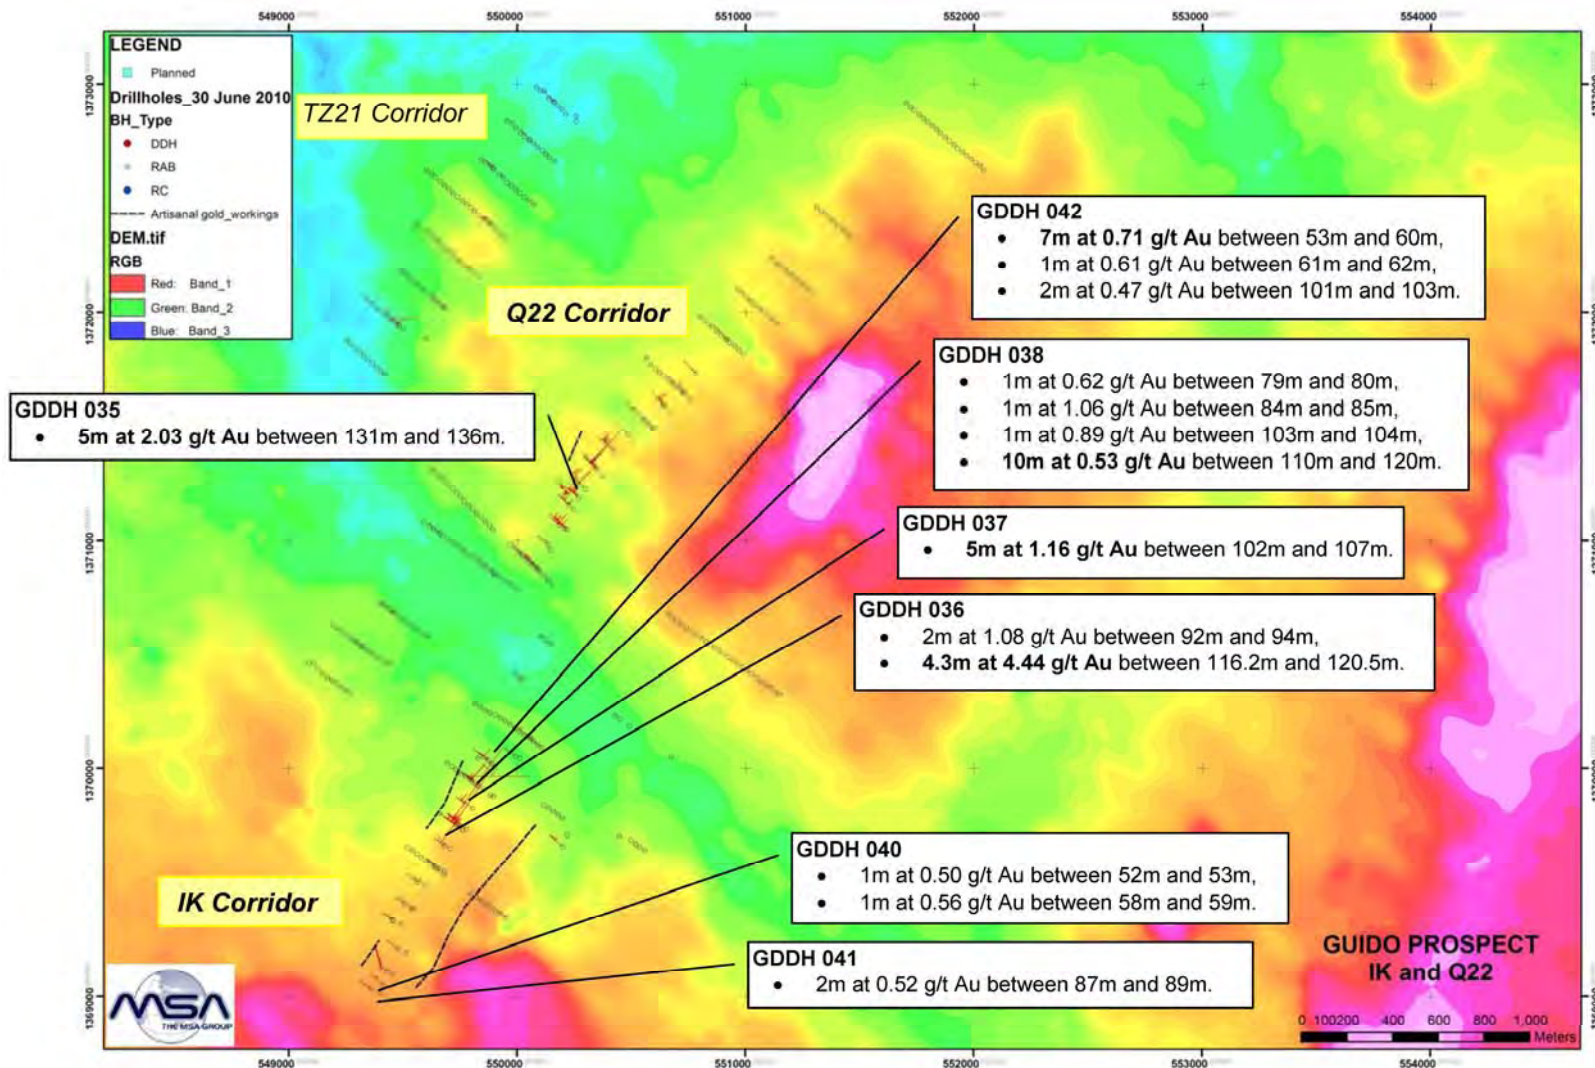 549000 550000 551000 552000 553000 554000
LEGEND
Planned
Drillholes_30 June 2010
BH_Type
DDH
RAB
RC
Artisanal gold_workings
DEM.tif
RGB
Red: Band_1
Green: Band_2
Blue: Band_3
TZ21 Corridor
Q22 Corridor
IK Corridor
GDDH 042
• 7m at 0.71 g/t Au between 53m and 60m,
• 1m at 0.61 g/t Au between 61m and 62m,
• 2m at 0.47 g/t Au between 101m and 103m.
GDDH 038
• 1m at 0.62 g/t Au between 79m and 80m,
• 1m at 1.06 g/t Au between 84m and 85m,
• 1m at 0.89 g/t Au between 103m and 104m,
• 10m at 0.53 g/t Au between 110m and 120m.
GDDH 035
• 5m at 2.03 g/t Au between 131m and 136m.
GDDH 037
• 5m at 1.16 g/t Au between 102m and 107m.
GDDH 036
• 2m at 1.08 g/t Au between 92m and 94m,
• 4.3m at 4.44 g/t Au between 116.2m and 120.5m.
GDDH 040
• 1m at 0.50 g/t Au between 52m and 53m,
• 1m at 0.56 g/t Au between 58m and 59m.
GDDH 041
• 2m at 0.52 g/t Au between 87m and 89m.
1373000
1372000
1371000
1370000
1369000
MSA
THE MSA GROUP
GUIDO PROSPECT
IK and Q22
0 100 200 400 600 800 1,000
Meters
549000 550000 551000 552000 553000 554000